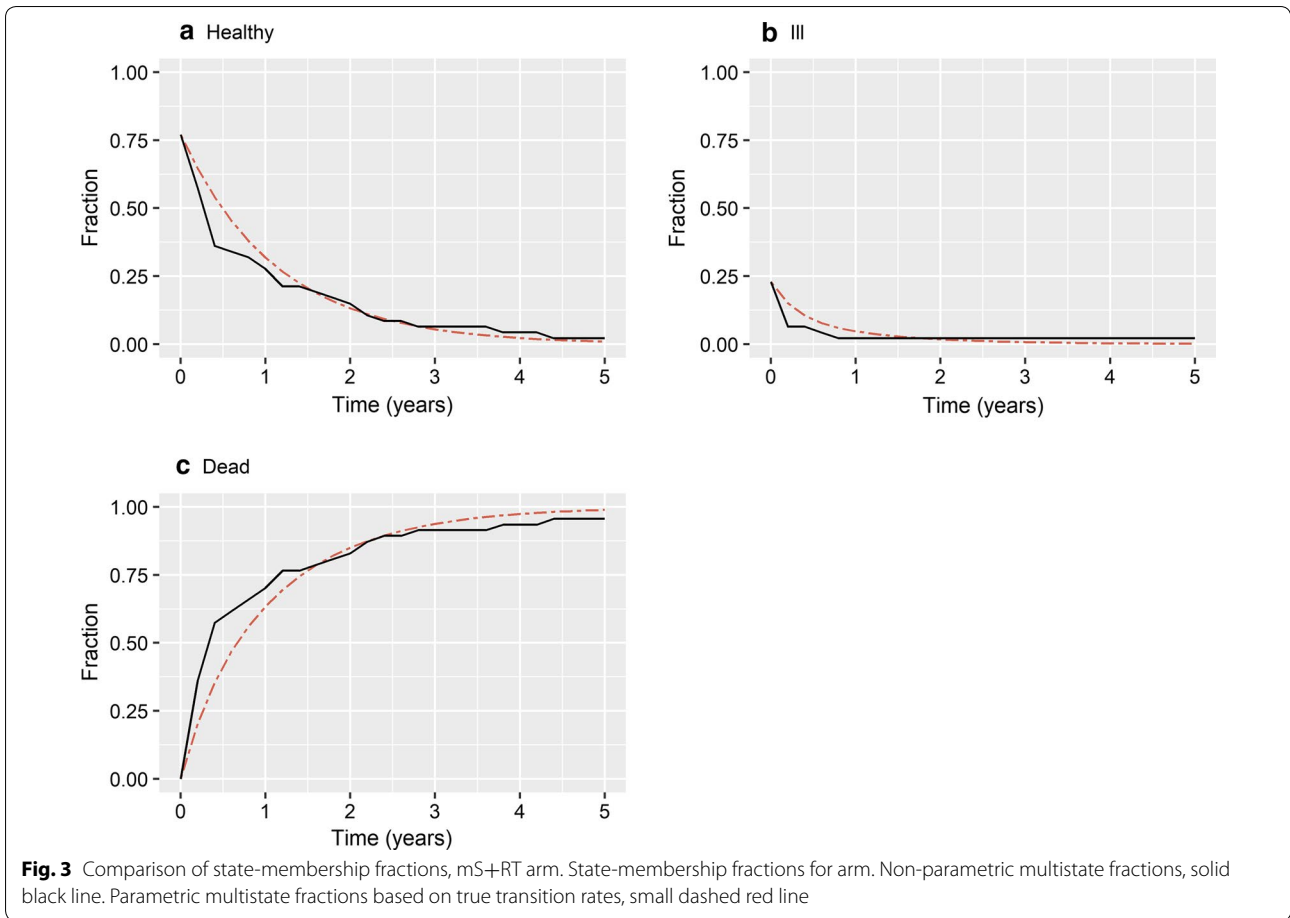 a Healthy
1.00
0.75
0.50
0.25
0.00
Fraction
0 1 2 3 4 5
Time (years)
b Ill
1.00
0.75
0.50
0.25
0.00
Fraction
0 1 2 3 4 5
Time (years)
c Dead
1.00
0.75
0.50
0.25
0.00
Fraction
0 1 2 3 4 5
Time (years)
Fig. 3 Comparison of state-membership fractions, mS+RT arm. State-membership fractions for arm. Non-parametric multistate fractions, solid
black line. Parametric multistate fractions based on true transition rates, small dashed red line